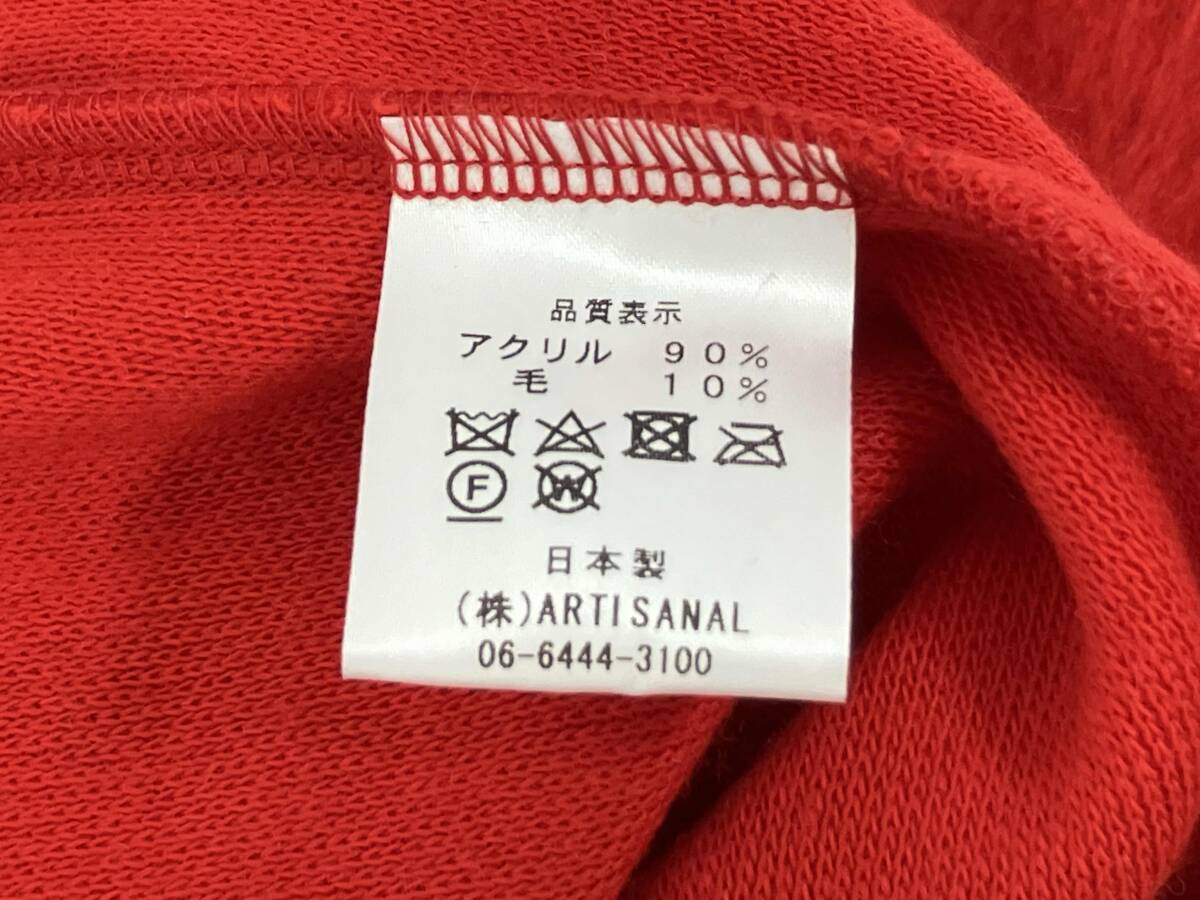 品質表示
アクリル 90%
毛 10%
F W
日本製
(株)ARTISANAL
06-6444-3100